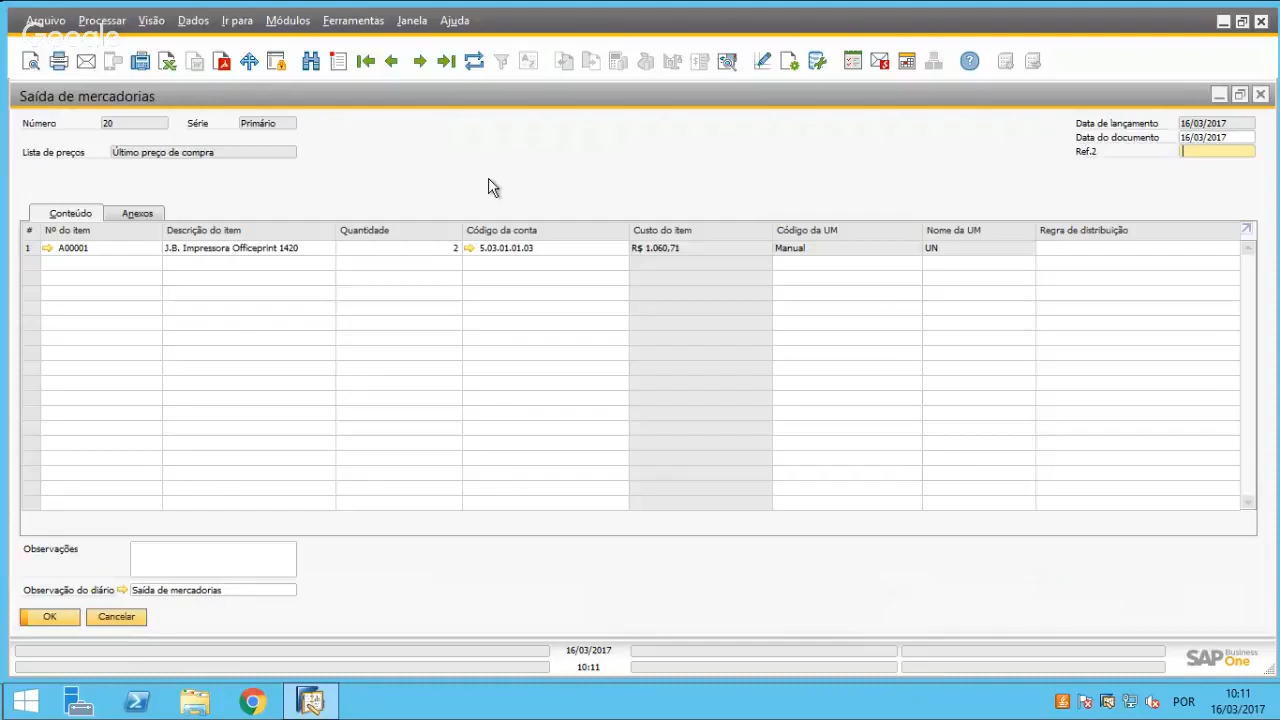 Arquivo Processar Visão Dados Ir para Módulos Ferramentas Janela Ajuda
Google
Saída de mercadorias
Número 20 Série Primário Data de lançamento 16/03/2017
Data do documento 16/03/2017
Lista de preços Último preço de compra Ref.2
Conteúdo Anexos
# Nº do item Descrição do item Quantidade Código da conta Custo do item Código da UM Nome da UM Regra de distribuição
1 A00001 J.B. Impressora Officeprint 1420 2 5.03.01.01.03 R$ 1.060,71 Manual UN
Observações
Observação do diário Saída de mercadorias
OK Cancelar
16/03/2017
10:11
SAP Business One
POR
10:11
16/03/2017